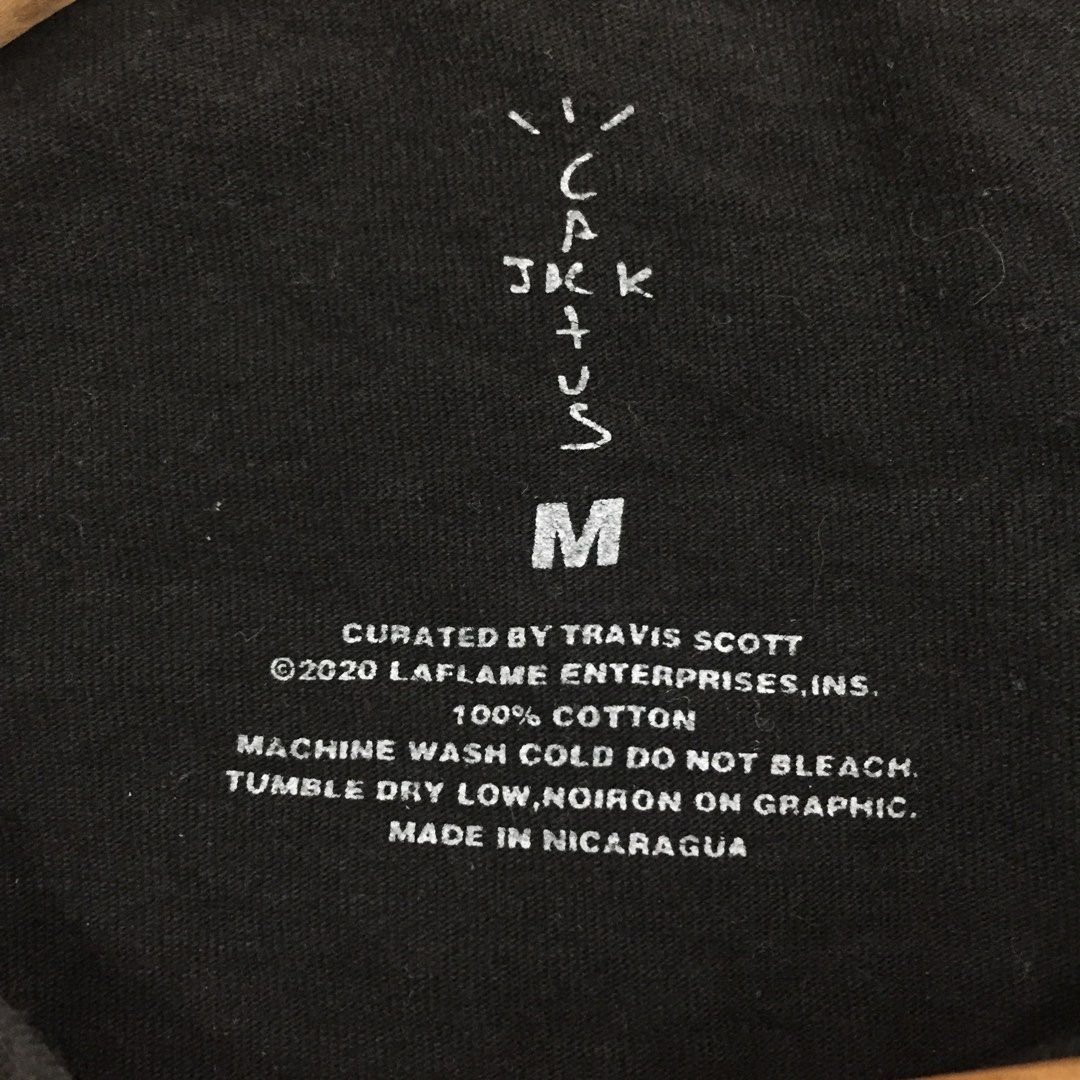 CACTUS
JACK
M
CURATED BY TRAVIS SCOTT
©2020 LAFLAME ENTERPRISES,INS.
100% COTTON
MACHINE WASH COLD DO NOT BLEACH.
TUMBLE DRY LOW,NOIRON ON GRAPHIC.
MADE IN NICARAGUA